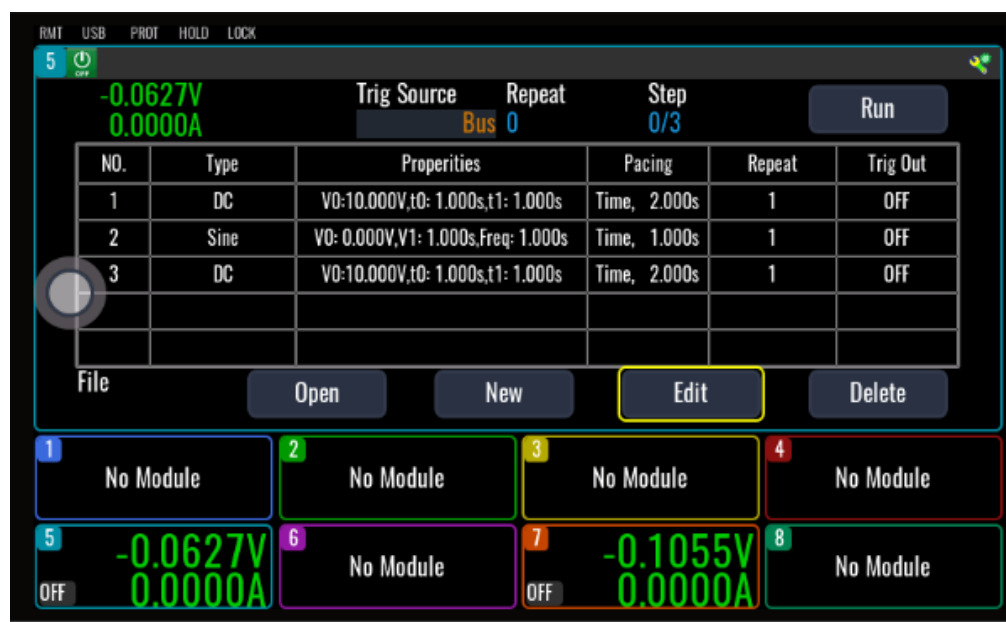 RMT USB PROT HOLD LOCK
5 OFF
-0.0627V Trig Source Repeat Step Run
0.0000A Bus 0 0/3
NO. Type Properities Pacing Repeat Trig Out
1 DC V0:10.000V,t0: 1.000s,t1: 1.000s Time, 2.000s 1 OFF
2 Sine V0: 0.000V,V1: 1.000s,Freq: 1.000s Time, 1.000s 1 OFF
3 DC V0:10.000V,t0: 1.000s,t1: 1.000s Time, 2.000s 1 OFF
File Open New Edit Delete
1 No Module 2 No Module 3 No Module 4 No Module
5 -0.0627V 6 No Module 7 -0.1055V 8 No Module
OFF 0.0000A OFF 0.0000A